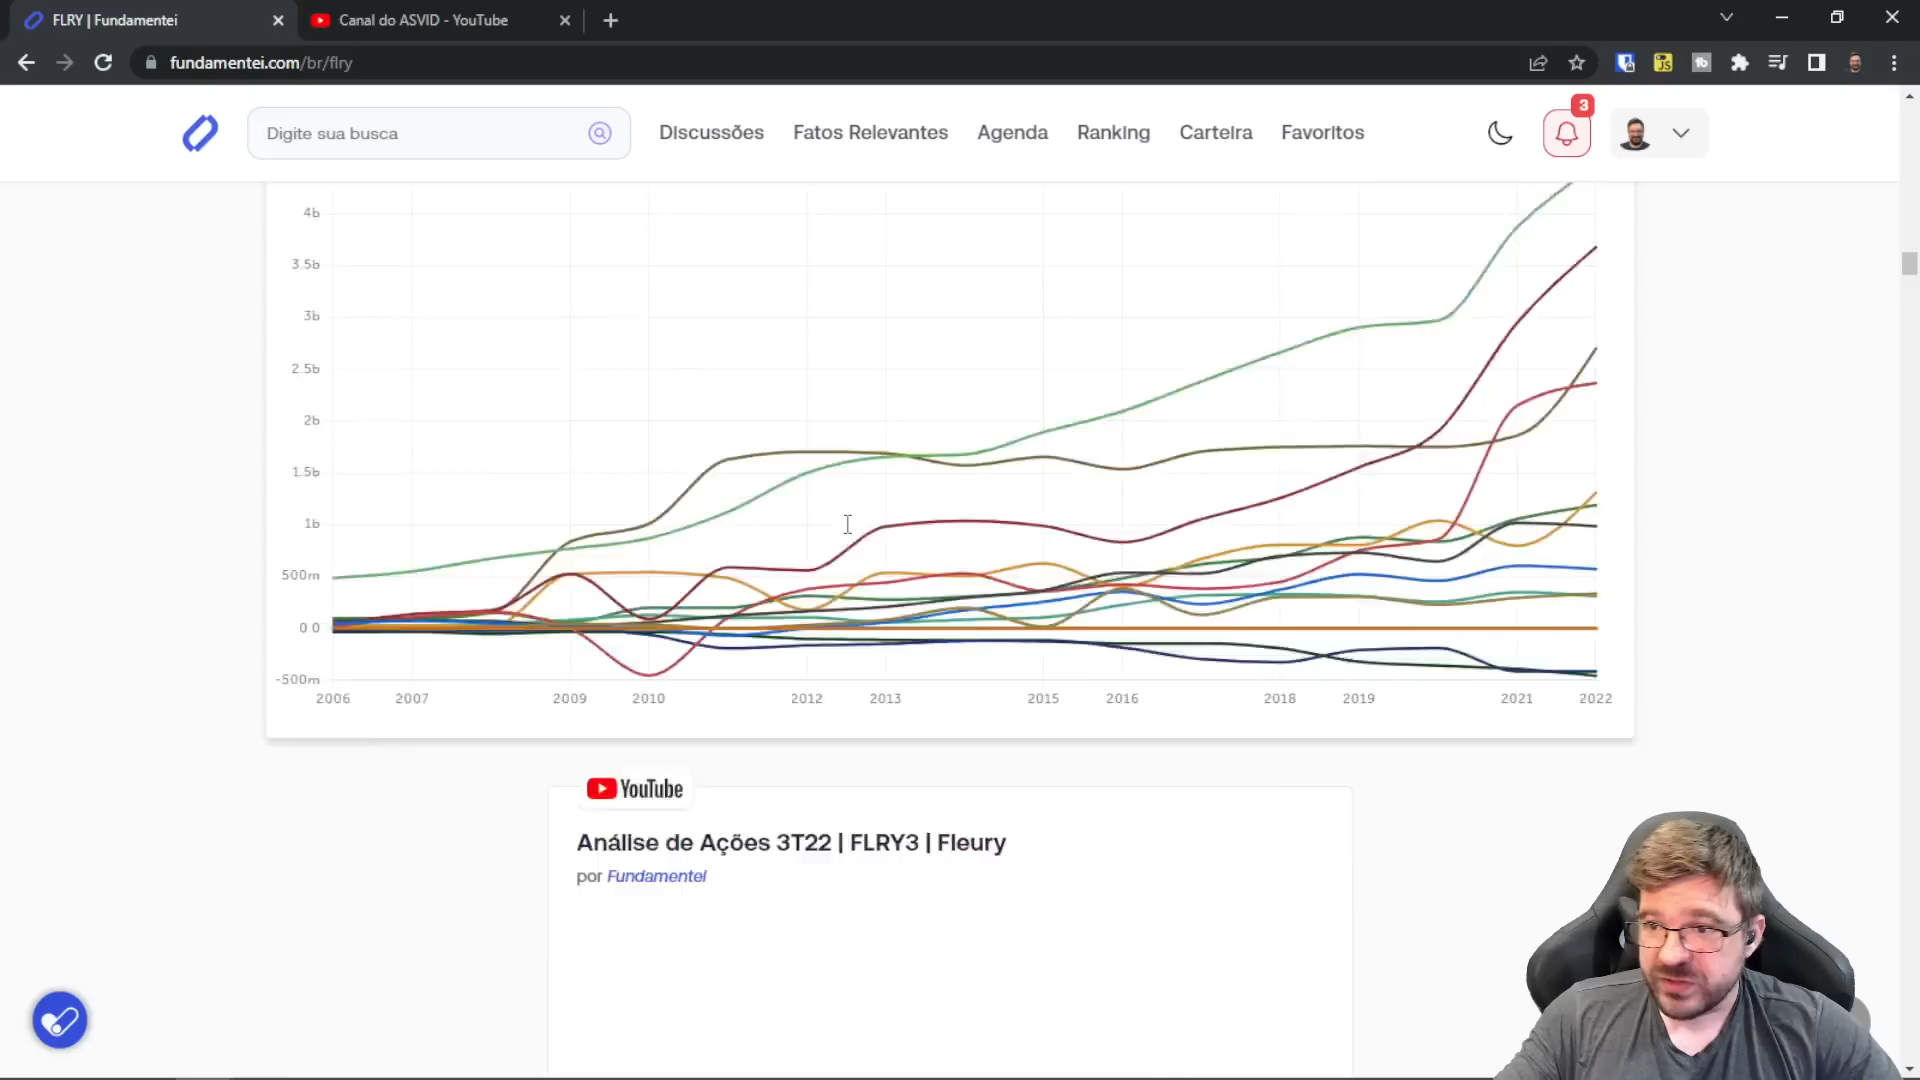 FLRY | Fundamentei
Canal do ASVID - YouTube
fundamentei.com/br/flry
Digite sua busca
Discussões
Fatos Relevantes
Agenda
Ranking
Carteira
Favoritos
3
4b
3.5b
3b
2.5b
2b
1.5b
1b
500m
0.0
-500m
2006
2007
2009
2010
2012
2013
2015
2016
2018
2019
2021
2022
YouTube
Análise de Ações 3T22 | FLRY3 | Fleury
por Fundamentei